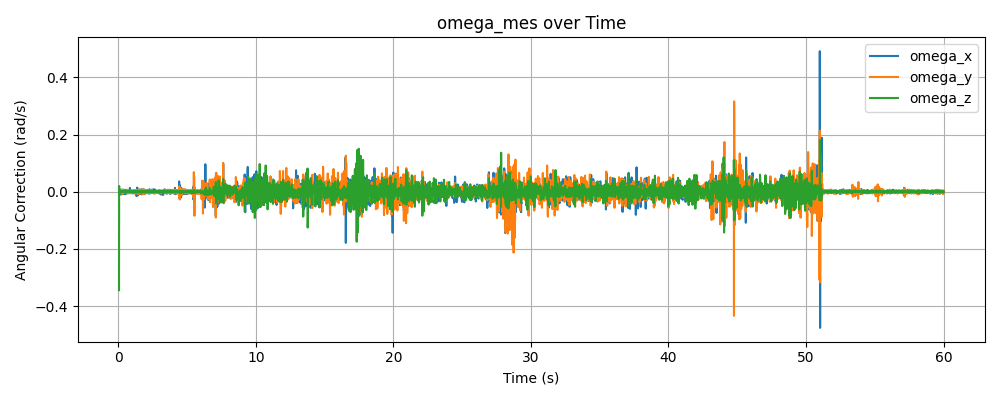 omega_mes over Time
Angular Correction (rad/s)
0.4
0.2
0.0
−0.2
−0.4
omega_x
omega_y
omega_z
0 10 20 30 40 50 60
Time (s)